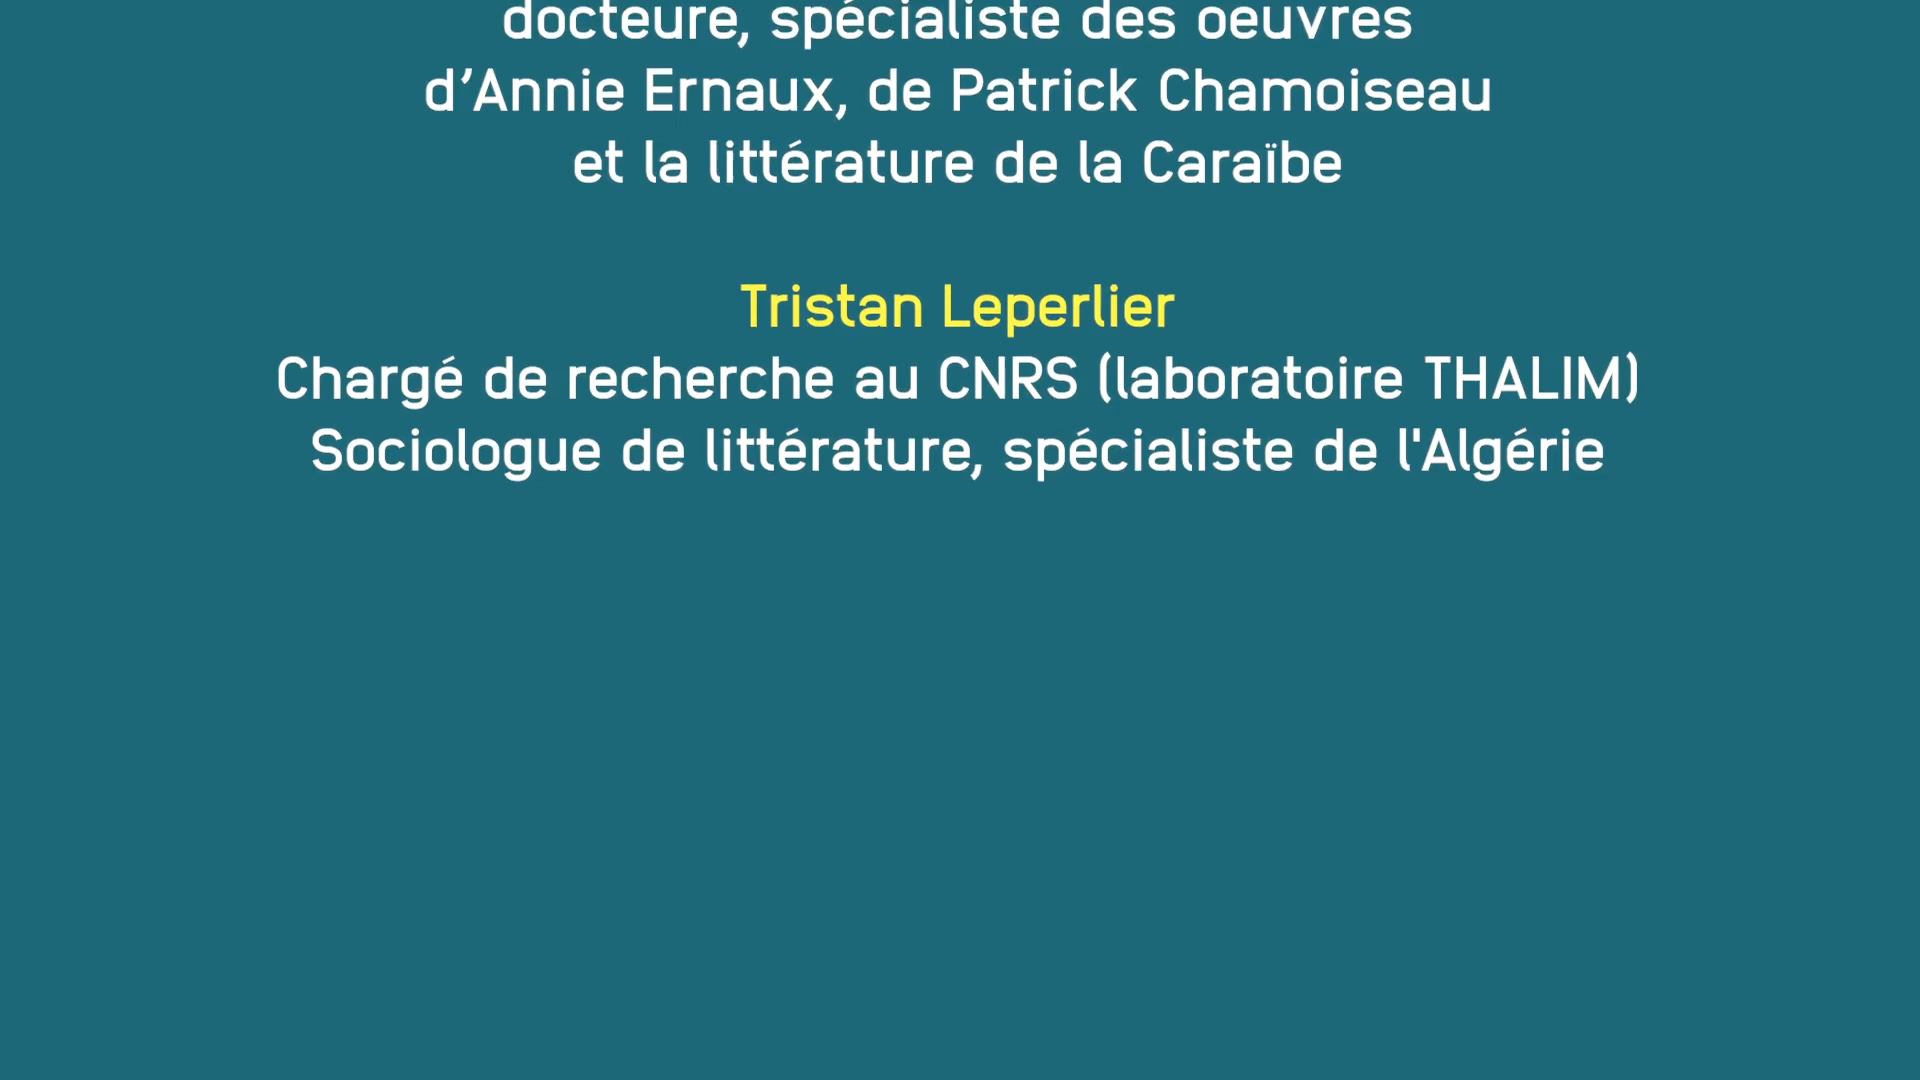 docteure, spécialiste des oeuvres
d’Annie Ernaux, de Patrick Chamoiseau
et la littérature de la Caraïbe
Tristan Leperlier
Chargé de recherche au CNRS (laboratoire THALIM)
Sociologue de littérature, spécialiste de l'Algérie